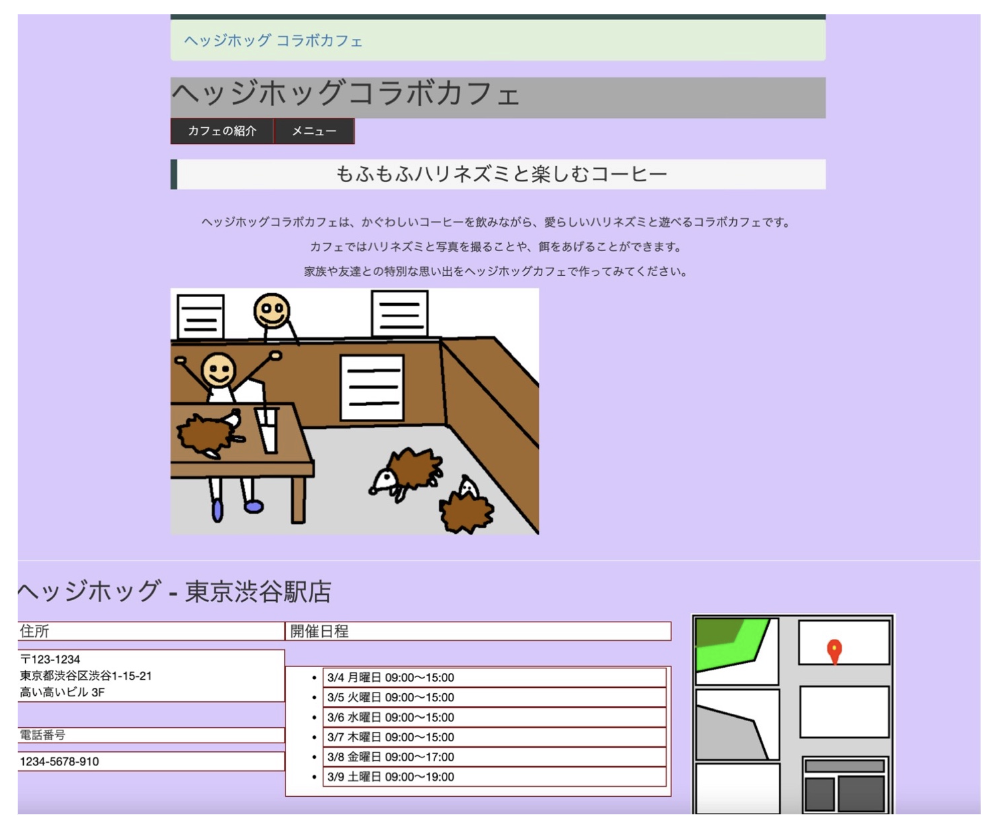 ヘッジホッグ コラボカフェ
ヘッジホッグコラボカフェ
カフェの紹介 メニュー
もふもふハリネズミと楽しむコーヒー
ヘッジホッグコラボカフェは、かぐわしいコーヒーを飲みながら、愛らしいハリネズミと遊べるコラボカフェです。
カフェではハリネズミと写真を撮ることや、餌をあげることができます。
家族や友達との特別な思い出をヘッジホッグカフェで作ってみてください。
ヘッジホッグ - 東京渋谷駅店
住所
〒123-1234
東京都渋谷区渋谷1-15-21
高い高いビル 3F
電話番号
1234-5678-910
開催日程
• 3/4 月曜日 09:00〜15:00
• 3/5 火曜日 09:00〜15:00
• 3/6 水曜日 09:00〜15:00
• 3/7 木曜日 09:00〜15:00
• 3/8 金曜日 09:00〜17:00
• 3/9 土曜日 09:00〜19:00